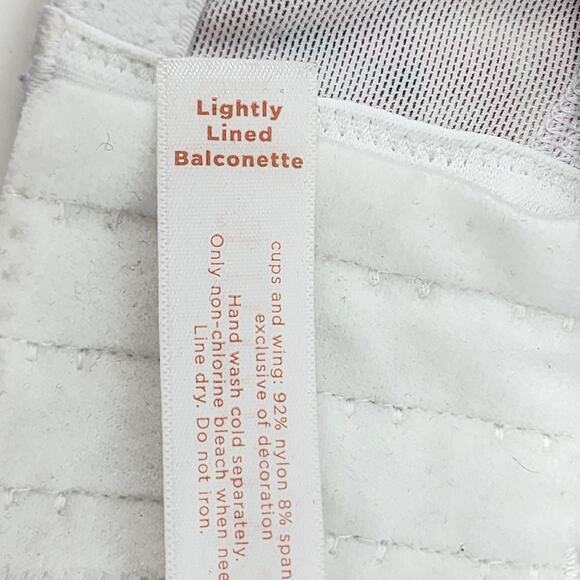 Lightly
Lined
Balconette
cups and wing: 92% nylon 8% span
exclusive of decoration
Hand wash cold separately.
Only non-chlorine bleach when nee
Line dry. Do not iron.